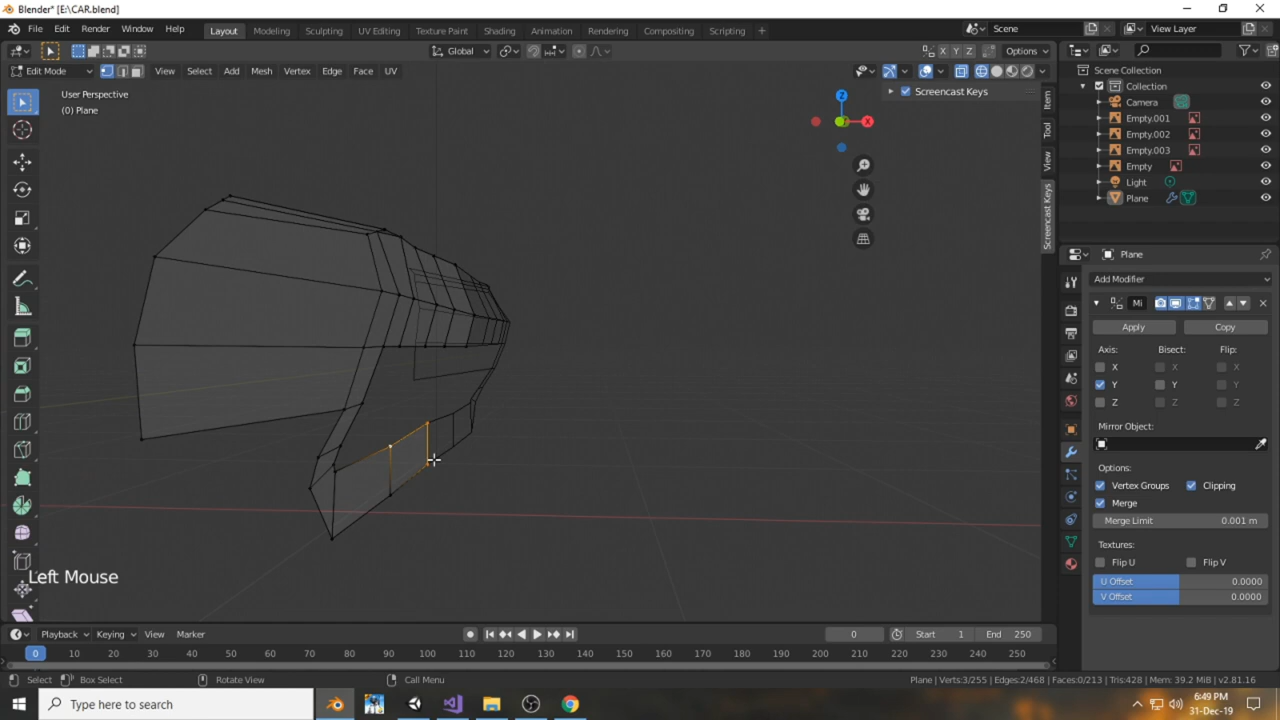 Blender* [E:\CAR.blend]
File Edit Render Window Help Layout Modeling Sculpting UV Editing Texture Paint Shading Animation Rendering Compositing Scripting + Scene View Layer
Global X Y Z Options
Edit Mode View Select Add Mesh Vertex Edge Face UV
User Perspective
(0) Plane
Z
X
Screencast Keys
Item
Tool
View
Screencast Keys
Left Mouse
Scene Collection
Collection
Camera
Empty.001
Empty.002
Empty.003
Empty
Light
Plane
Plane
Add Modifier
Mi
Apply Copy
Axis: Bisect: Flip:
X X X
Y Y Y
Z Z Z
Mirror Object:
Options:
Vertex Groups Clipping
Merge
Merge Limit 0.001 m
Textures:
Flip U Flip V
U Offset 0.0000
V Offset 0.0000
Playback Keying View Marker 0 Start 1 End 250
0 10 20 30 40 50 60 70 80 90 100 110 120 130 140 150 160 170 180 190 200 210 220 230 240 250
Select Box Select Rotate View Call Menu Plane | Verts:3/255 | Edges:2/468 | Faces:0/213 | Tris:428 | Mem: 39.2 MiB | v2.81.16
Type here to search
6:49 PM
31-Dec-19